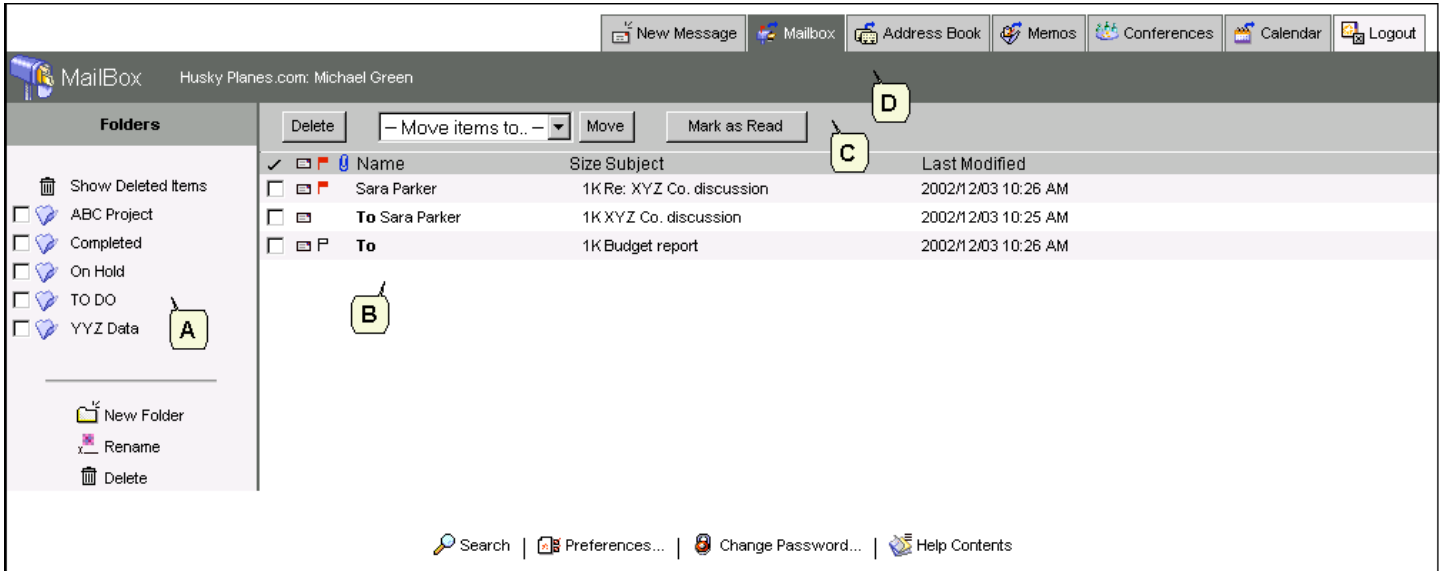 New Message Mailbox Address Book Memos Conferences Calendar Logout
MailBox Husky Planes.com: Michael Green
D
Folders Delete – Move items to.. – Move Mark as Read
C
Name Size Subject Last Modified
Show Deleted Items Sara Parker 1K Re: XYZ Co. discussion 2002/12/03 10:26 AM
ABC Project To Sara Parker 1K XYZ Co. discussion 2002/12/03 10:25 AM
Completed To 1K Budget report 2002/12/03 10:26 AM
On Hold
TO DO
B
YYZ Data A
New Folder
Rename
Delete
Search | Preferences... | Change Password... | Help Contents